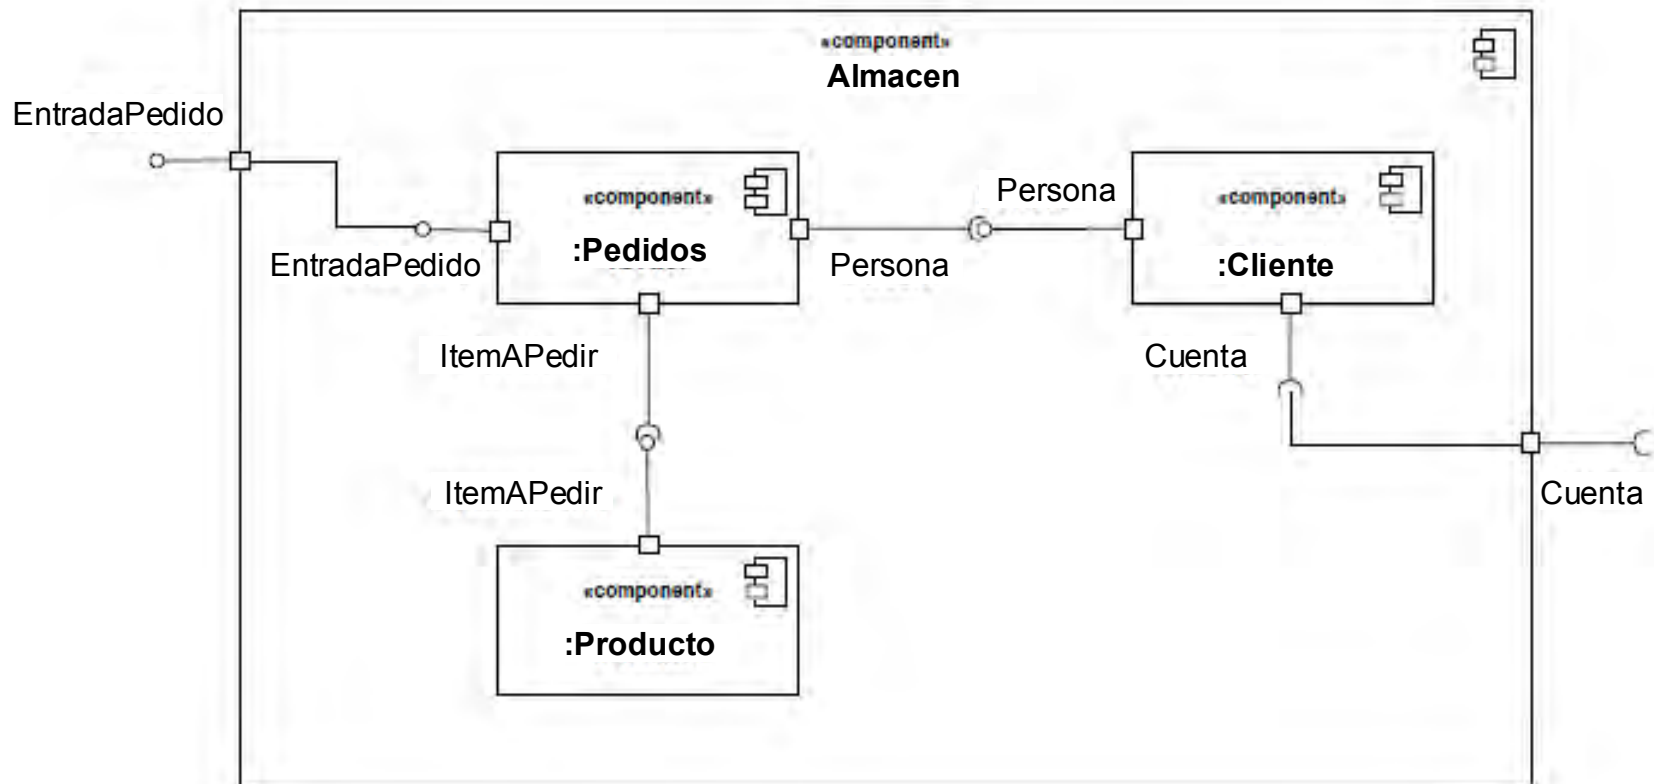 «component»
Almacen
EntradaPedido
«component»
:Pedidos
EntradaPedido
Persona
Persona
«component»
:Cliente
ItemAPedir
Cuenta
ItemAPedir
Cuenta
«component»
:Producto